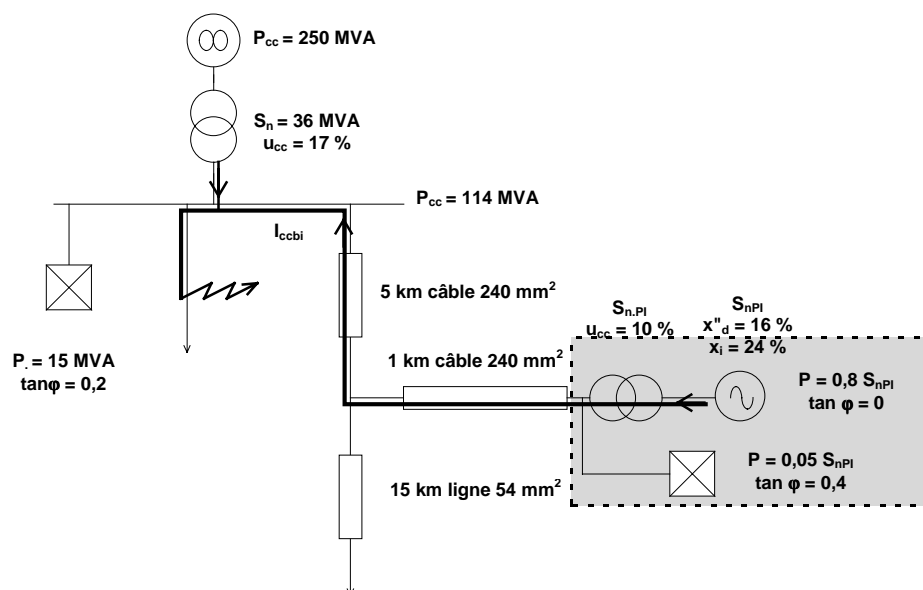 P_cc = 250 MVA
S_n = 36 MVA
u_cc = 17 %
P_cc = 114 MVA
I_ccbi
5 km câble 240 mm²
P. = 15 MVA
tanφ = 0,2
1 km câble 240 mm²
S_n.PI
u_cc = 10 %
S_nPI
x"_d = 16 %
x_i = 24 %
P = 0,8 S_nPI
tan φ = 0
P = 0,05 S_nPI
tan φ = 0,4
15 km ligne 54 mm²